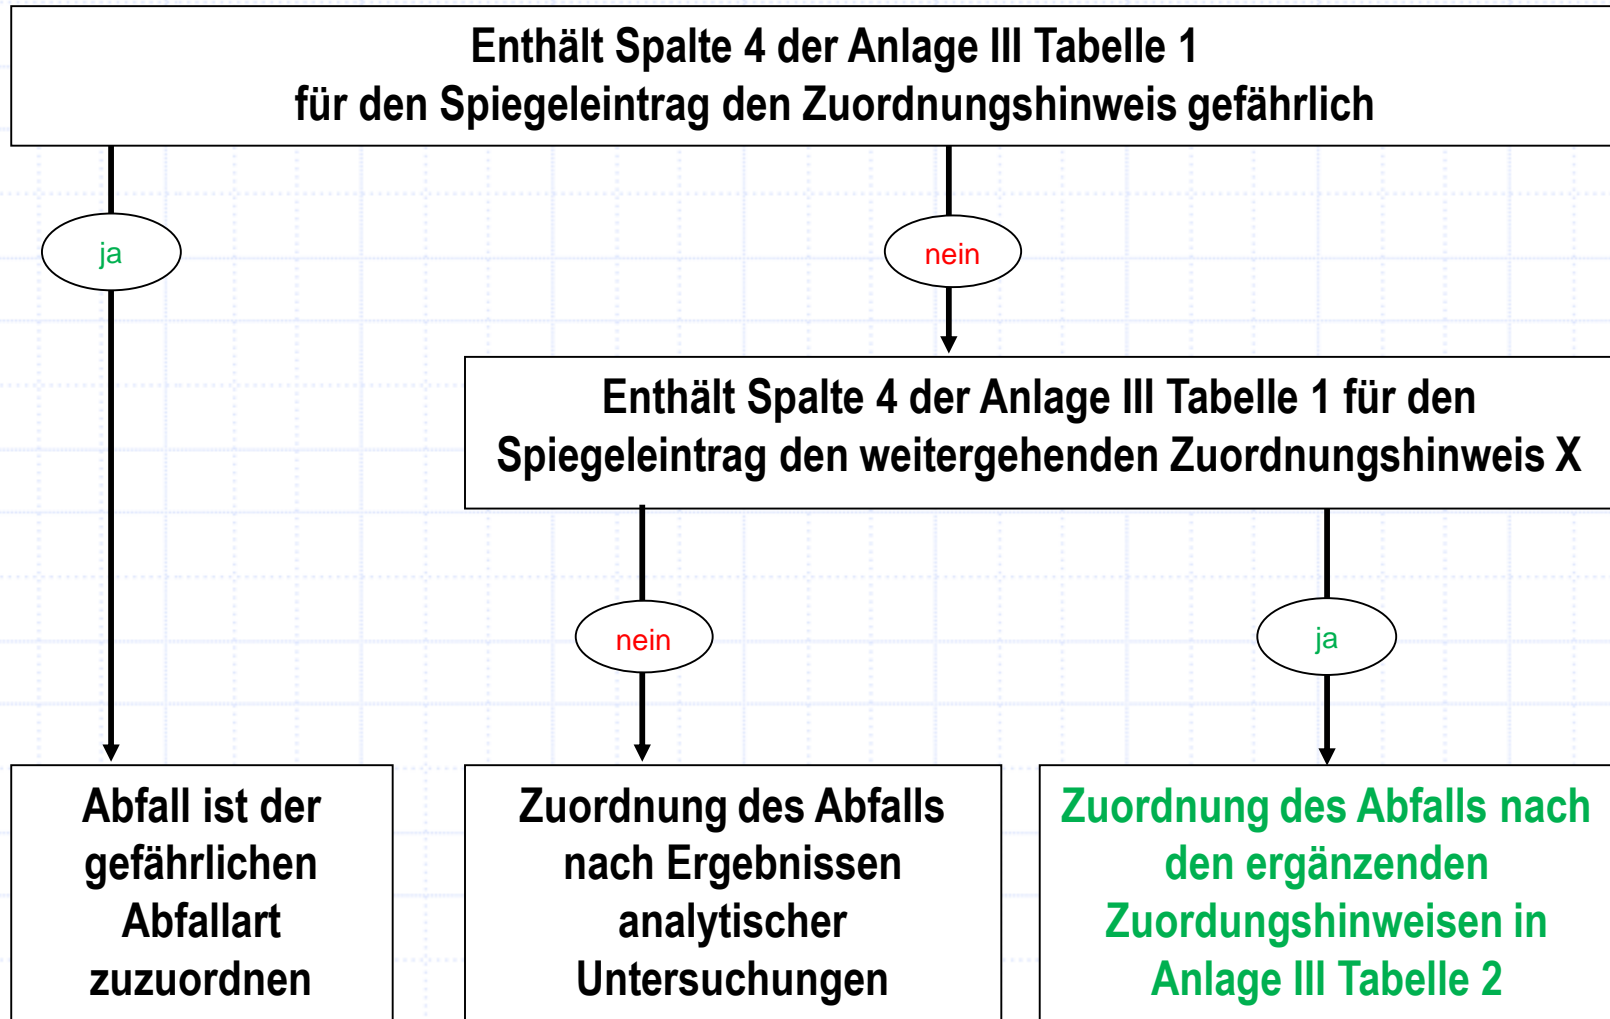 Enthält Spalte 4 der Anlage III Tabelle 1
für den Spiegeleintrag den Zuordnungshinweis gefährlich
ja
nein
Enthält Spalte 4 der Anlage III Tabelle 1 für den
Spiegeleintrag den weitergehenden Zuordnungshinweis X
nein
ja
Abfall ist der
gefährlichen
Abfallart
zuzuordnen
Zuordnung des Abfalls
nach Ergebnissen
analytischer
Untersuchungen
Zuordnung des Abfalls nach
den ergänzenden
Zuordungshinweisen in
Anlage III Tabelle 2